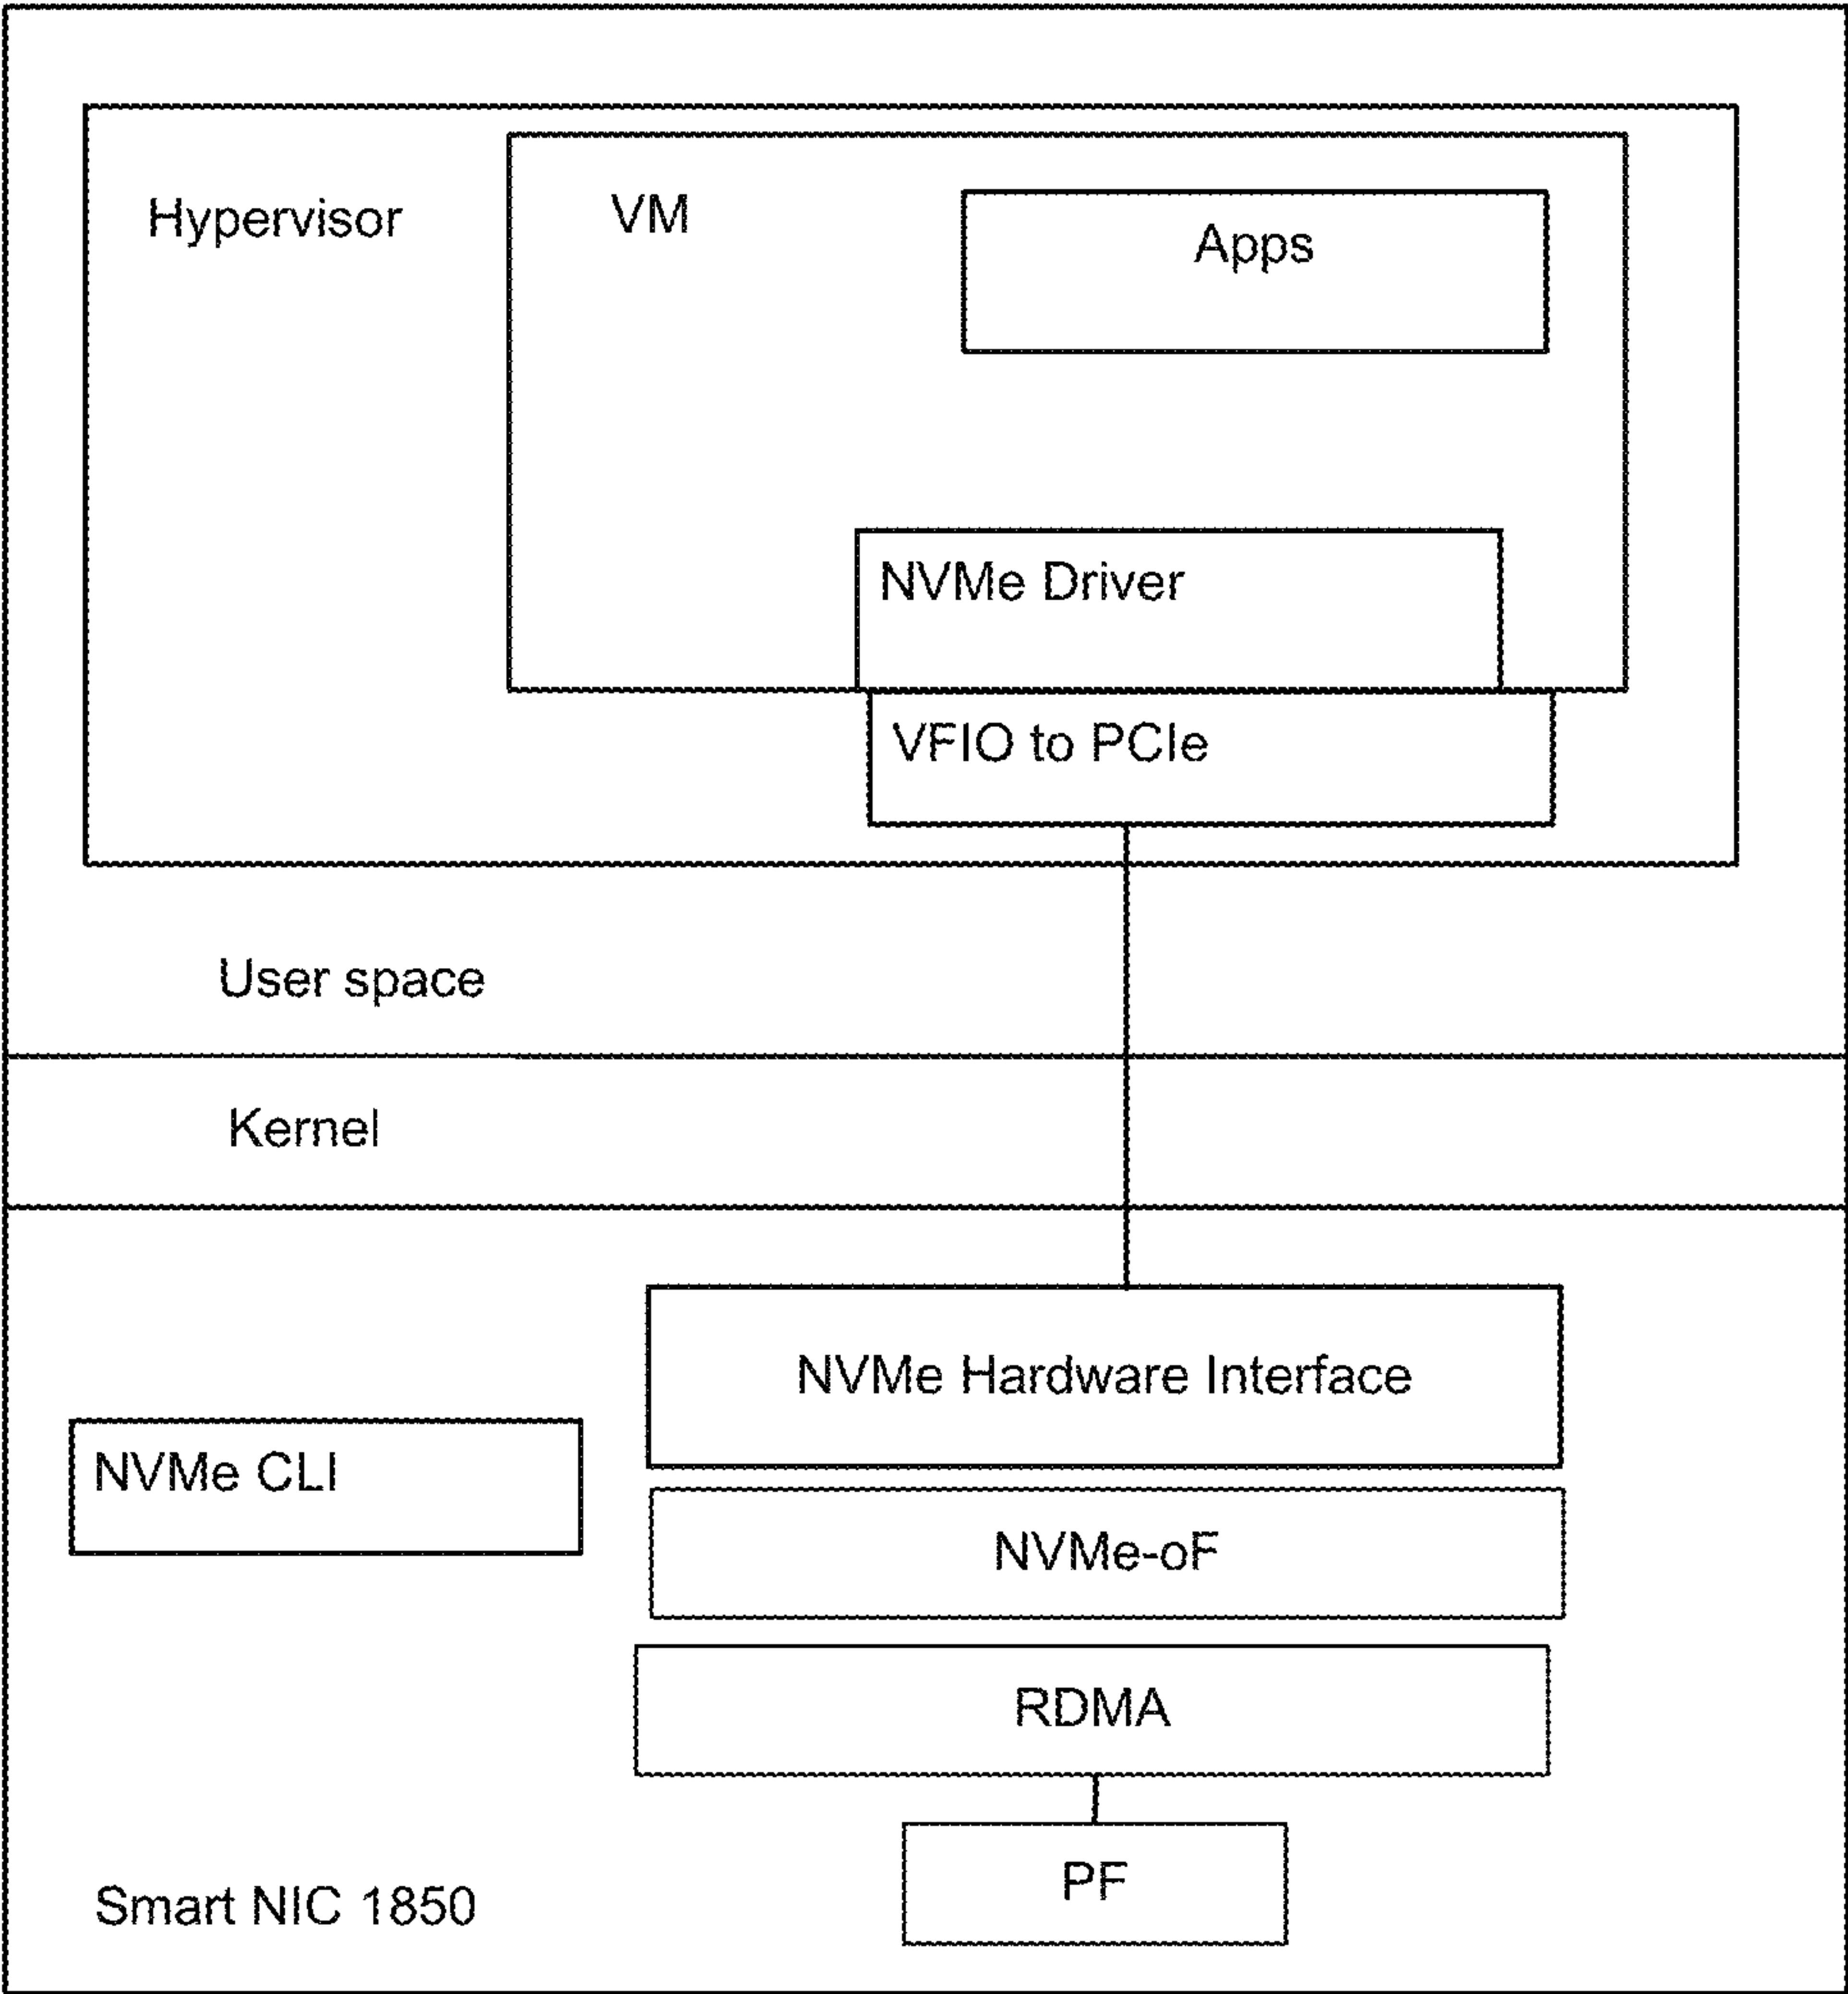 Hypervisor
VM
Apps
NVMe Driver
VFIO to PCIe
User space
Kernel
NVMe Hardware Interface
NVMe CLI
NVMe-oF
RDMA
PF
Smart NIC 1850